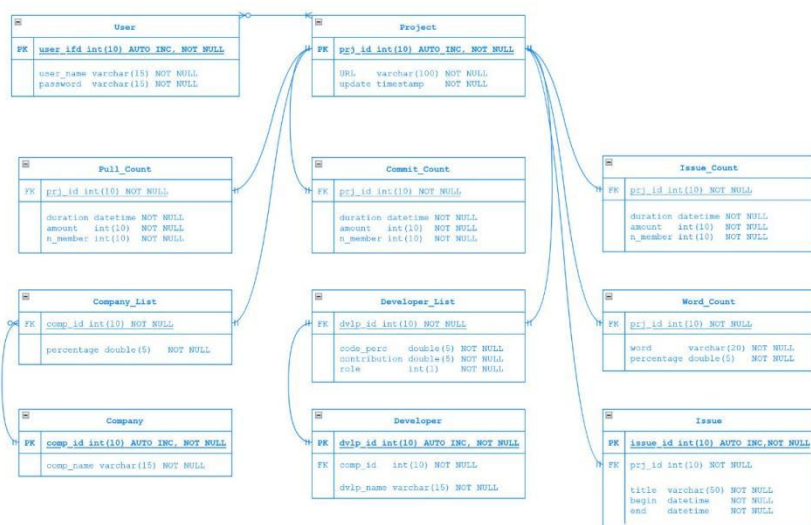 User
PK user_ifd int(10) AUTO INC, NOT NULL
user_name varchar(15) NOT NULL
password varchar(15) NOT NULL
Project
PK prj_id int(10) AUTO INC, NOT NULL
URL varchar(100) NOT NULL
update timestamp NOT NULL
Pull_Count
FK prj_id int(10) NOT NULL
duration datetime NOT NULL
amount int(10) NOT NULL
n_member int(10) NOT NULL
Commit_Count
FK prj_id int(10) NOT NULL
duration datetime NOT NULL
amount int(10) NOT NULL
n_member int(10) NOT NULL
Issue_Count
FK prj_id int(10) NOT NULL
duration datetime NOT NULL
amount int(10) NOT NULL
n_member int(10) NOT NULL
Company_List
FK comp_id int(10) NOT NULL
percentage double(5) NOT NULL
Developer_List
FK dvlp_id int(10) NOT NULL
code_perc double(5) NOT NULL
contribution double(5) NOT NULL
role int(1) NOT NULL
Word_Count
FK prj_id int(10) NOT NULL
word varchar(20) NOT NULL
percentage double(5) NOT NULL
Company
PK comp_id int(10) AUTO INC, NOT NULL
comp_name varchar(15) NOT NULL
Developer
PK dvlp_id int(10) AUTO INC, NOT NULL
FK comp_id int(10) NOT NULL
dvlp_name varchar(15) NOT NULL
Issue
PK issue_id int(10) AUTO INC,NOT NULL
FK prj_id int(10) NOT NULL
title varchar(50) NOT NULL
begin datetime NOT NULL
end datetime NOT NULL